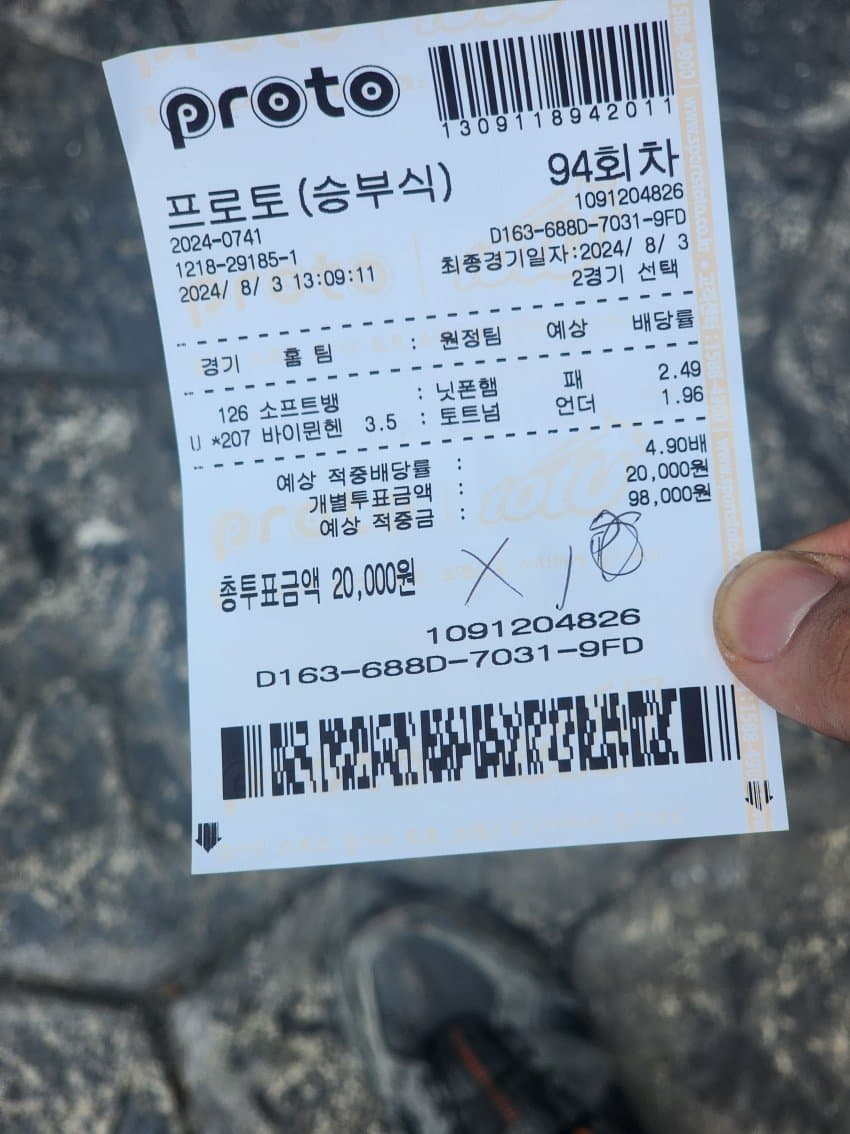 proto
1309118942011
프로토(승부식) 94회차
2024-0741 1091204826
1218-29185-1 D163-688D-7031-9FD
2024/ 8/ 3 13:09:11 최종경기일자:2024/ 8/ 3
2경기 선택
경기 홈 팀 : 원정팀 예상 배당률
126 소프트뱅 : 닛폰햄 패 2.49
U *207 바이뮌헨 3.5 : 토트넘 언더 1.96
예상 적중배당률 : 4.90배
개별투표금액 : 20,000원
예상 적중금 : 98,000원
총투표금액 20,000원 X
1091204826
D163-688D-7031-9FD